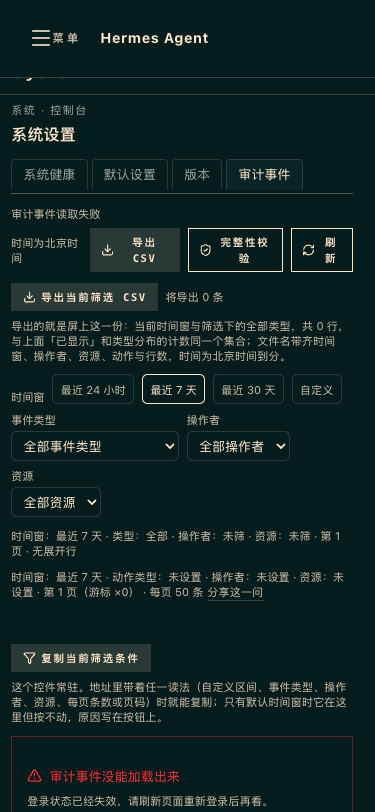 菜单 Hermes Agent
系统 · 控制台
系统设置
系统健康 默认设置 版本 审计事件
审计事件读取失败
时间为北京时间
导出 CSV
完整性校验
刷新
导出当前筛选 CSV 将导出 0 条
导出的就是屏上这一份：当前时间窗与筛选下的全部类型，共 0 行，
与上面「已显示」和类型分布的计数同一个集合；文件名带齐时间
窗、操作者、资源、动作与行数，时间为北京时间到分。
时间窗 最近 24 小时 最近 7 天 最近 30 天 自定义
事件类型 操作者
全部事件类型 全部操作者
资源
全部资源
时间窗：最近 7 天 · 类型：全部 · 操作者：未筛 · 资源：未筛 · 第 1
页 · 无展开行
时间窗：最近 7 天 · 动作类型：未设置 · 操作者：未设置 · 资源：未
设置 · 第 1 页（游标 ×0） · 每页 50 条 分享这一问
复制当前筛选条件
这个控件常驻。地址里带着任一读法（自定义区间、事件类型、操作
者、资源、每页条数或页码）时就能复制；只有默认时间窗时它在这
里但按不动，原因写在按钮上。
审计事件没能加载出来
登录状态已经失效，请刷新页面重新登录后再看。